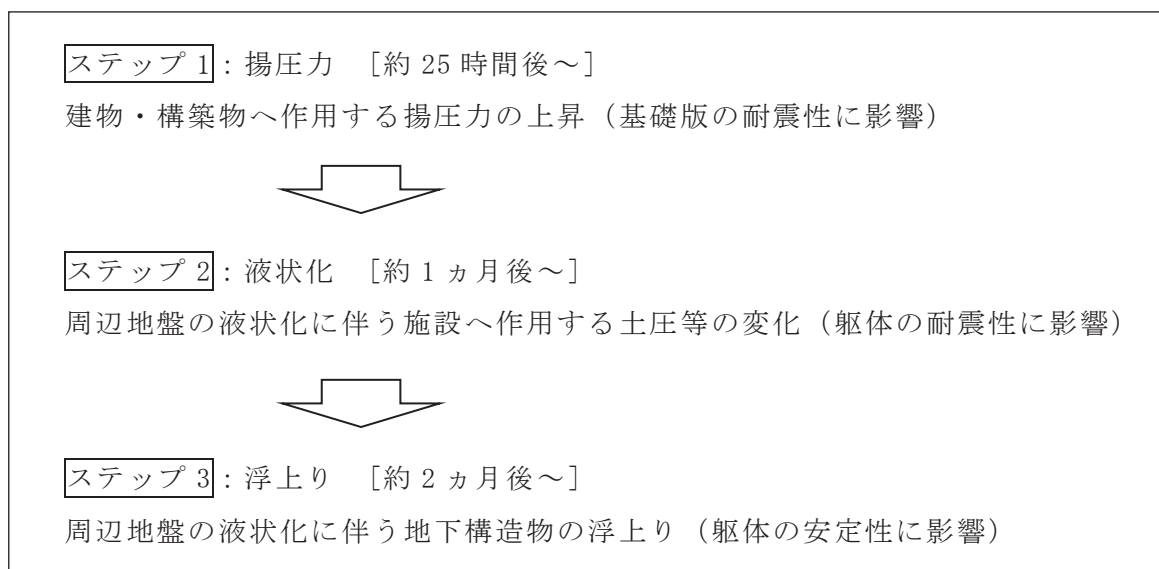 ステップ 1：揚圧力　［約 25 時間後～］
建物・構築物へ作用する揚圧力の上昇（基礎版の耐震性に影響）
ステップ 2：液状化　［約 1 ヵ月後～］
周辺地盤の液状化に伴う施設へ作用する土圧等の変化（躯体の耐震性に影響）
ステップ 3：浮上り　［約 2 ヵ月後～］
周辺地盤の液状化に伴う地下構造物の浮上り（躯体の安定性に影響）